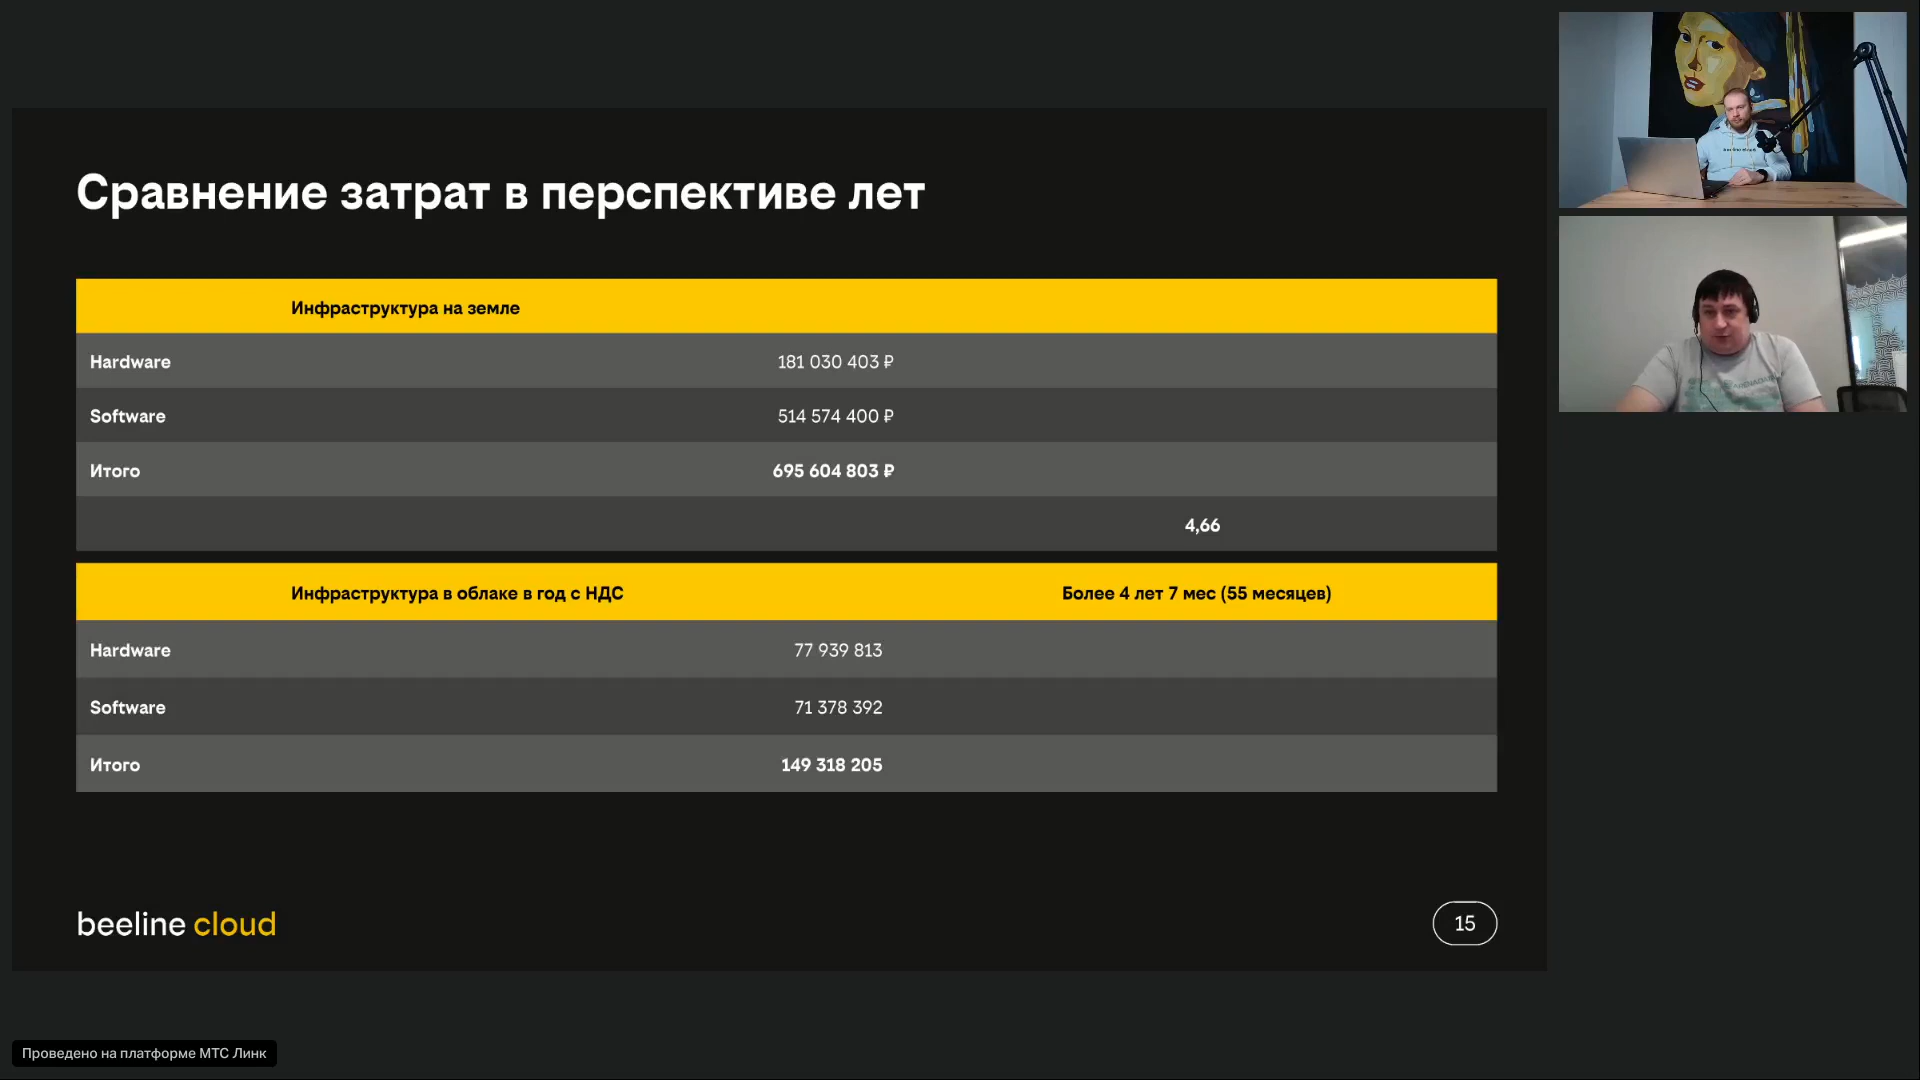 Сравнение затрат в перспективе лет
Инфраструктура на земле
Hardware 181 030 403 ₽
Software 514 574 400 ₽
Итого 695 604 803 ₽
4,66
Инфраструктура в облаке в год с НДС Более 4 лет 7 мес (55 месяцев)
Hardware 77 939 813
Software 71 378 392
Итого 149 318 205
beeline cloud
15
Проведено на платформе МТС Линк